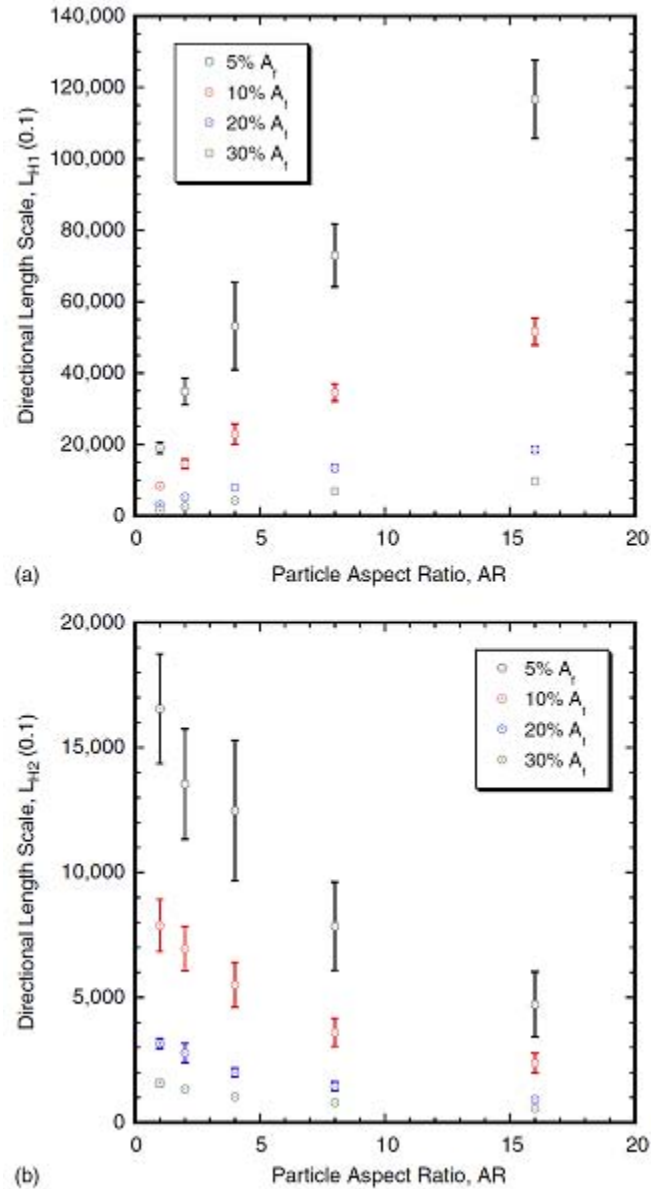 140,000
120,000
100,000
80,000
60,000
40,000
20,000
0
Directional Length Scale, L_H1 (0.1)
5% A_f
10% A_f
20% A_f
30% A_f
0 5 10 15 20
(a) Particle Aspect Ratio, AR
20,000
15,000
10,000
5,000
0
Directional Length Scale, L_H2 (0.1)
5% A_f
10% A_f
20% A_f
30% A_f
0 5 10 15 20
(b) Particle Aspect Ratio, AR